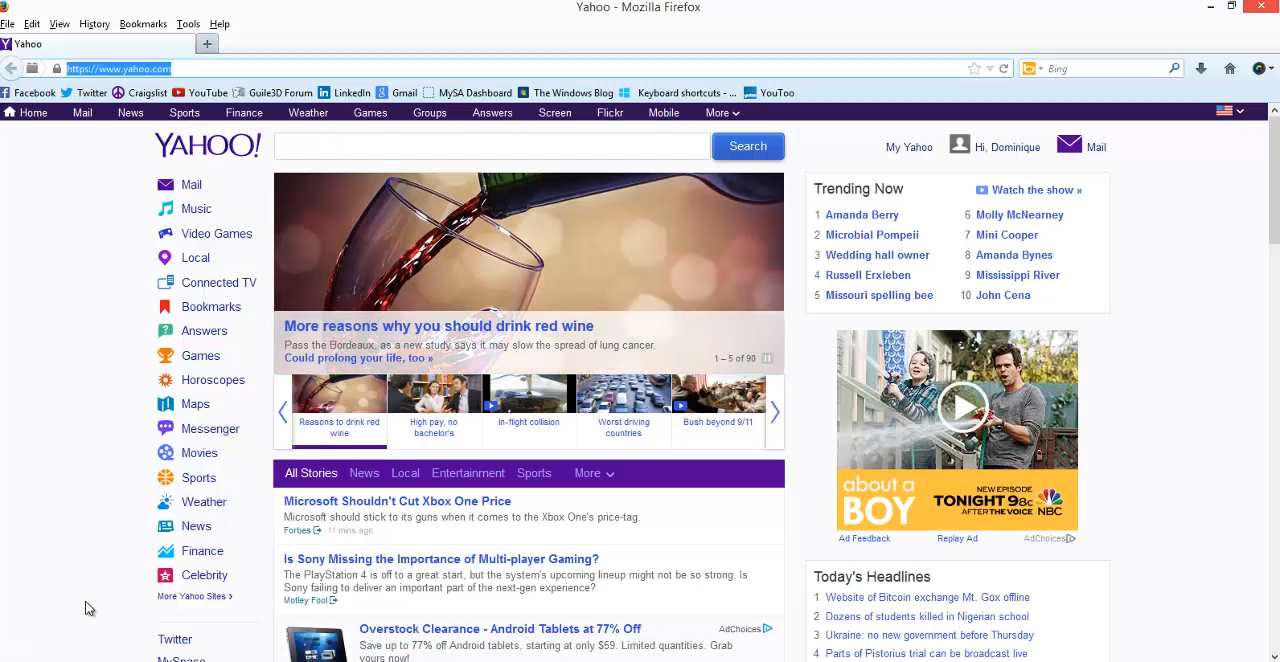 Yahoo - Mozilla Firefox
File Edit View History Bookmarks Tools Help
Yahoo
https://www.yahoo.com
Bing
Facebook Twitter Craigslist YouTube Guile3D Forum LinkedIn Gmail MySA Dashboard The Windows Blog Keyboard shortcuts - ... YouToo
Home Mail News Sports Finance Weather Games Groups Answers Screen Flickr Mobile More
YAHOO!
Search
My Yahoo Hi, Dominique Mail
Mail
Music
Video Games
Local
Connected TV
Bookmarks
Answers
Games
Horoscopes
Maps
Messenger
Movies
Sports
Weather
News
Finance
Celebrity
More Yahoo Sites >
Twitter
MySpace
More reasons why you should drink red wine
Pass the Bordeaux, as a new study says it may slow the spread of lung cancer.
Could prolong your life, too »
1 – 5 of 90
Reasons to drink red wine
High pay, no bachelor's
In-flight collision
Worst driving countries
Bush beyond 9/11
All Stories News Local Entertainment Sports More
Microsoft Shouldn't Cut Xbox One Price
Microsoft should stick to its guns when it comes to the Xbox One's price-tag.
Forbes 11 mins ago
Is Sony Missing the Importance of Multi-player Gaming?
The PlayStation 4 is off to a great start, but the system's upcoming lineup might not be so strong. Is
Sony failing to deliver an important part of the next-gen experience?
Motley Fool
Overstock Clearance - Android Tablets at 77% Off
AdChoices
Save up to 77% off Android tablets, starting at only $59. Limited quantities. Grab
yours now!
Trending Now
Watch the show »
1 Amanda Berry
2 Microbial Pompeii
3 Wedding hall owner
4 Russell Erxleben
5 Missouri spelling bee
6 Molly McNearney
7 Mini Cooper
8 Amanda Bynes
9 Mississippi River
10 John Cena
about a
BOY
NEW EPISODE
TONIGHT 9/8c
AFTER THE VOICE NBC
Ad Feedback Replay Ad AdChoices
Today's Headlines
1 Website of Bitcoin exchange Mt. Gox offline
2 Dozens of students killed in Nigerian school
3 Ukraine: no new government before Thursday
4 Parts of Pistorius trial can be broadcast live